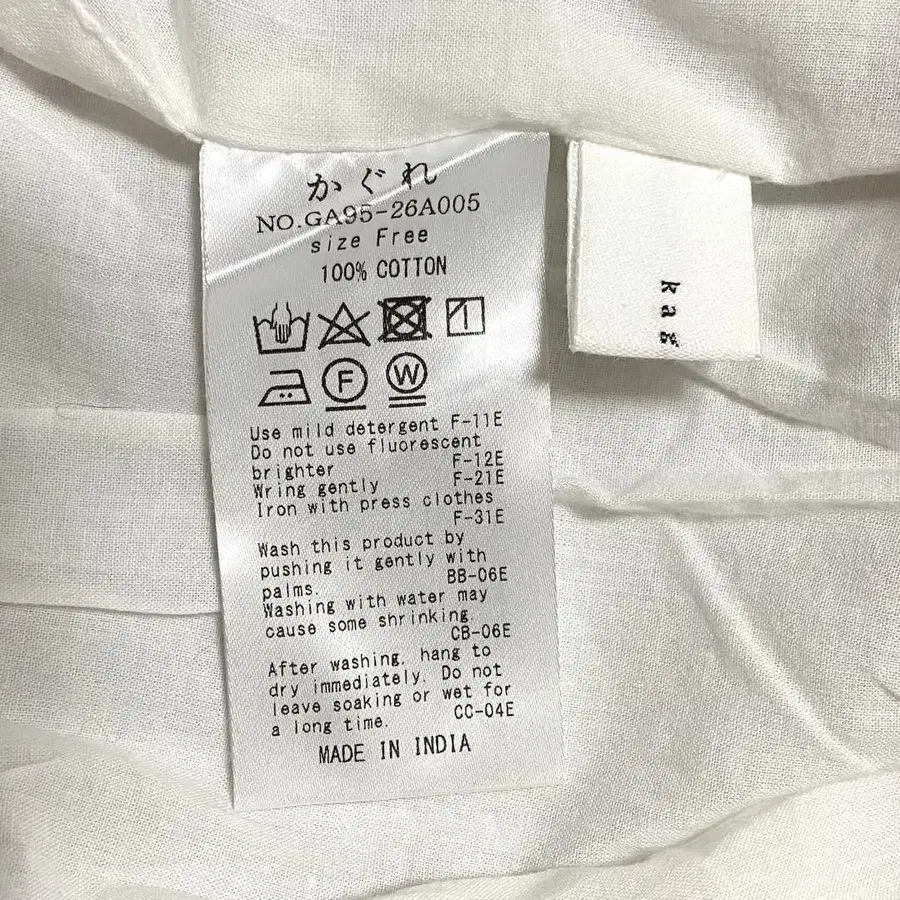 かぐれ
NO.GA95-26A005
size Free
100% COTTON
F
W
Use mild detergent F-11E
Do not use fluorescent
brighter F-12E
Wring gently F-21E
Iron with press clothes
F-31E
Wash this product by
pushing it gently with
palms. BB-06E
Washing with water may
cause some shrinking.
CB-06E
After washing, hang to
dry immediately. Do not
leave soaking or wet for
a long time. CC-04E
MADE IN INDIA
kag